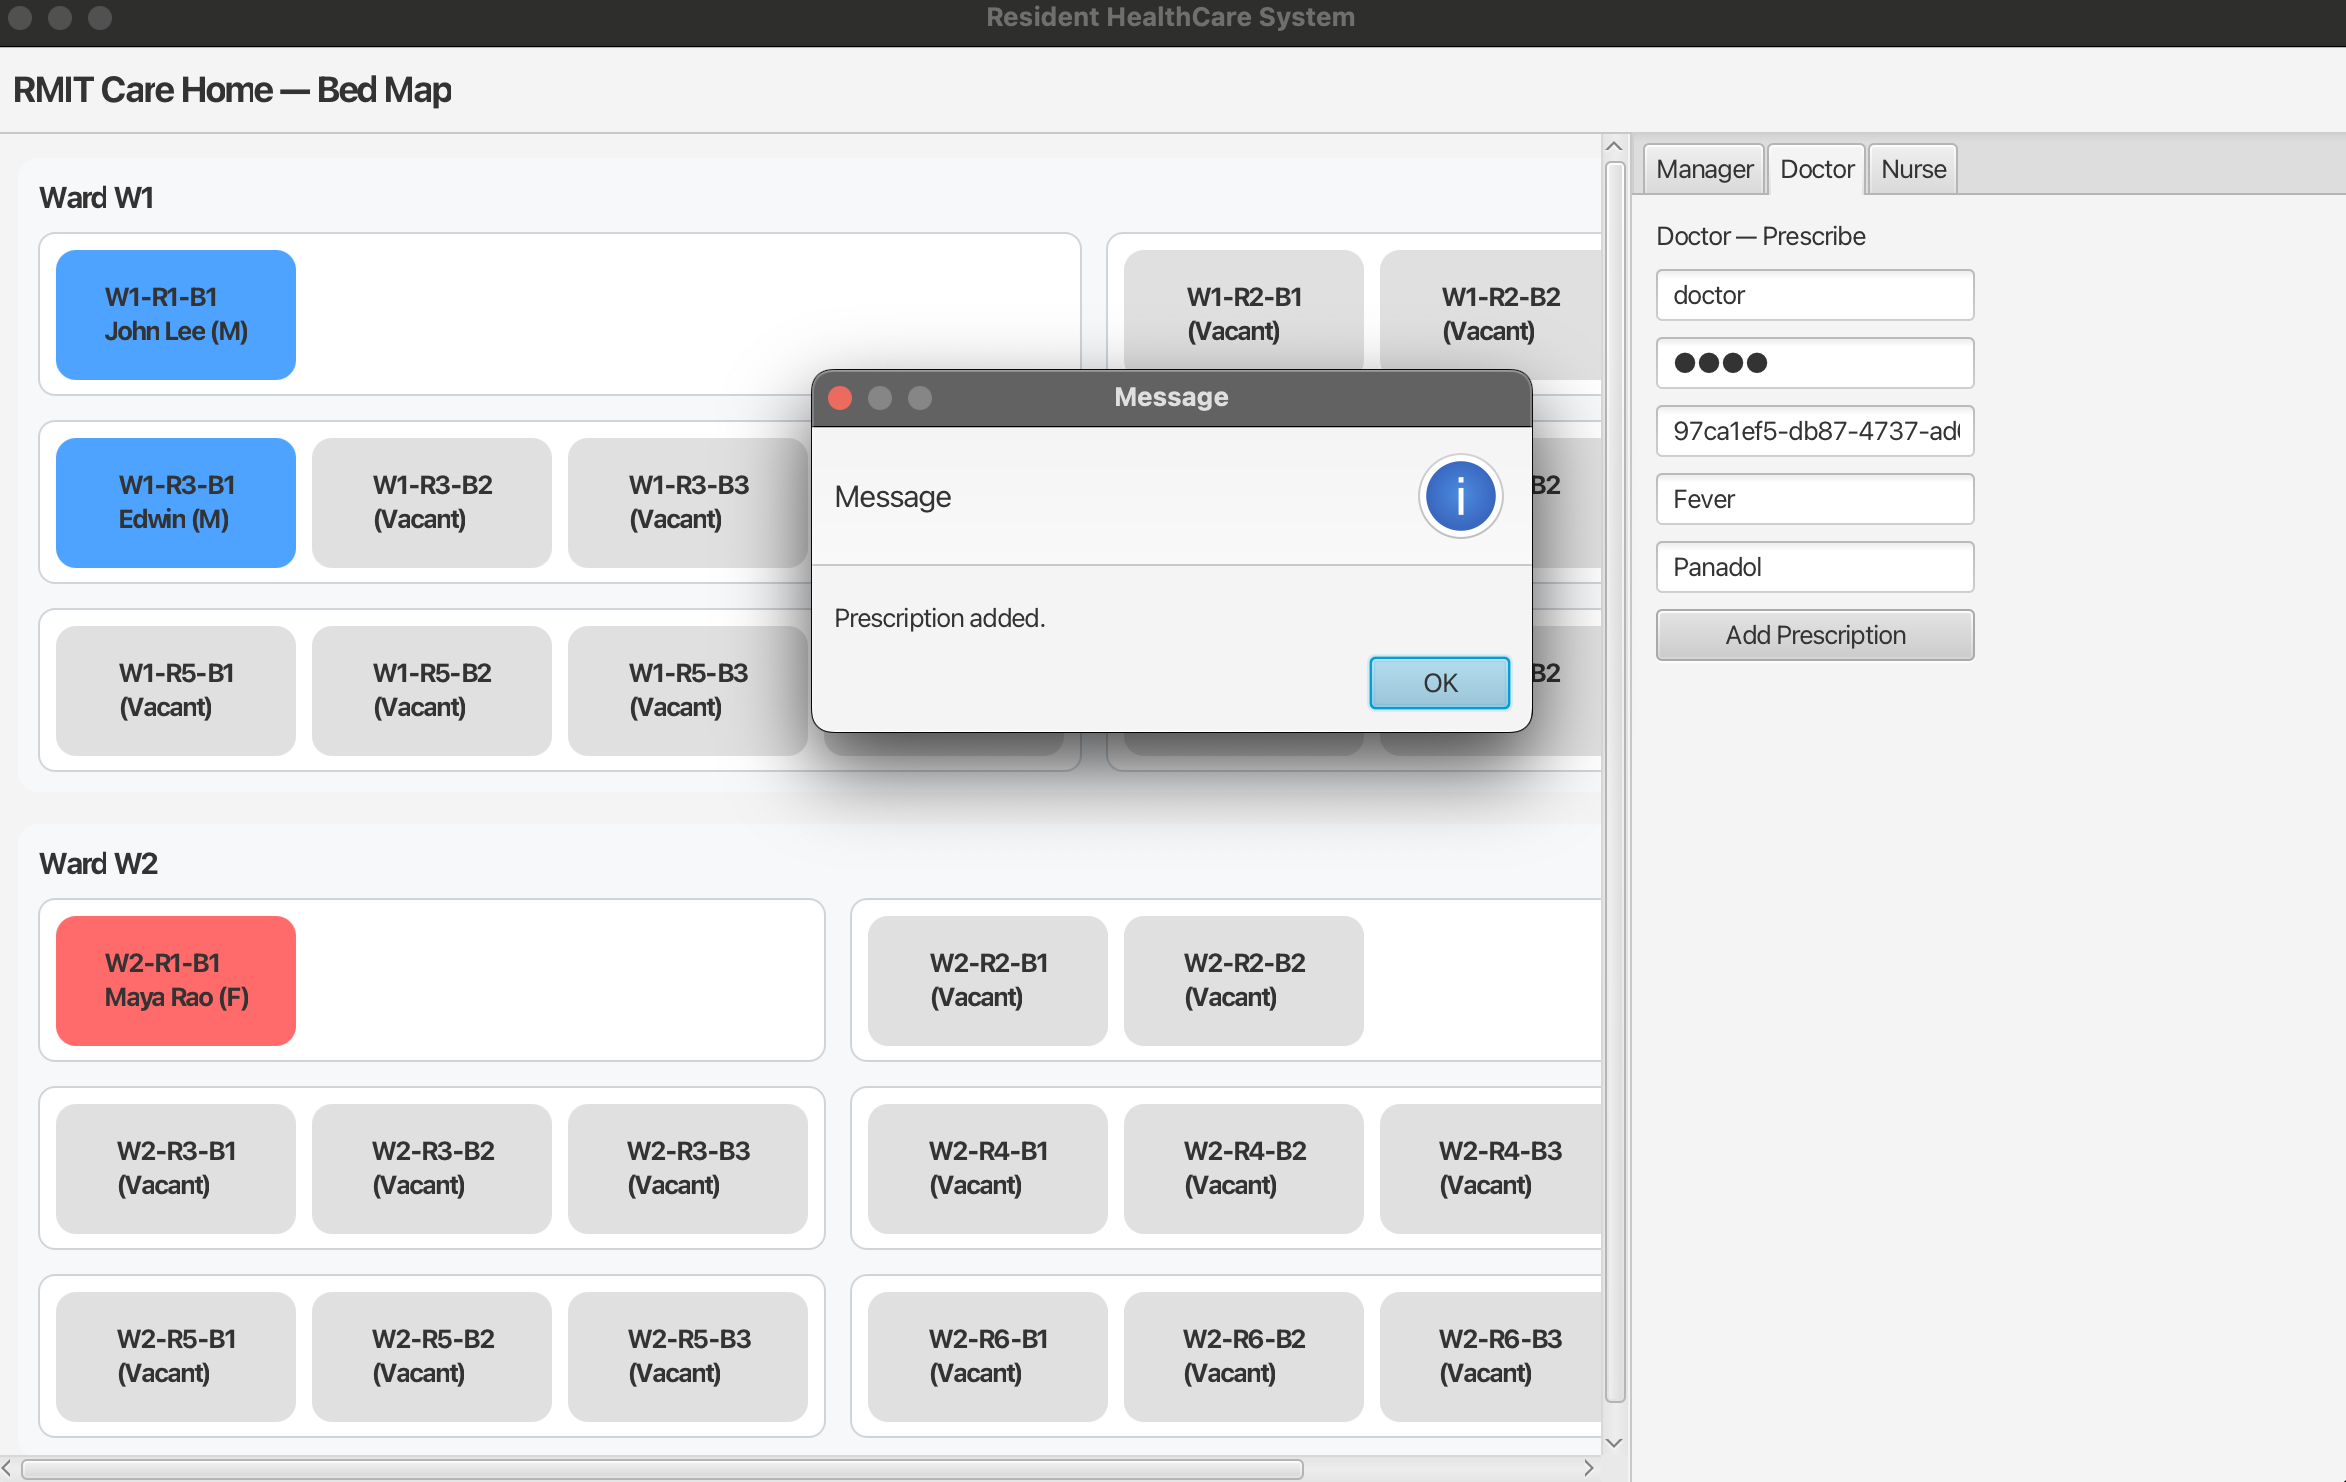 Resident HealthCare System
RMIT Care Home — Bed Map
Ward W1
W1-R1-B1
John Lee (M)
W1-R2-B1
(Vacant)
W1-R2-B2
(Vacant)
W1-R3-B1
Edwin (M)
W1-R3-B2
(Vacant)
W1-R3-B3
(Vacant)
B2
W1-R5-B1
(Vacant)
W1-R5-B2
(Vacant)
W1-R5-B3
(Vacant)
B2
Message
Message
i
Prescription added.
OK
Ward W2
W2-R1-B1
Maya Rao (F)
W2-R2-B1
(Vacant)
W2-R2-B2
(Vacant)
W2-R3-B1
(Vacant)
W2-R3-B2
(Vacant)
W2-R3-B3
(Vacant)
W2-R4-B1
(Vacant)
W2-R4-B2
(Vacant)
W2-R4-B3
(Vacant)
W2-R5-B1
(Vacant)
W2-R5-B2
(Vacant)
W2-R5-B3
(Vacant)
W2-R6-B1
(Vacant)
W2-R6-B2
(Vacant)
W2-R6-B3
(Vacant)
Manager
Doctor
Nurse
Doctor — Prescribe
doctor
97ca1ef5-db87-4737-ad
Fever
Panadol
Add Prescription